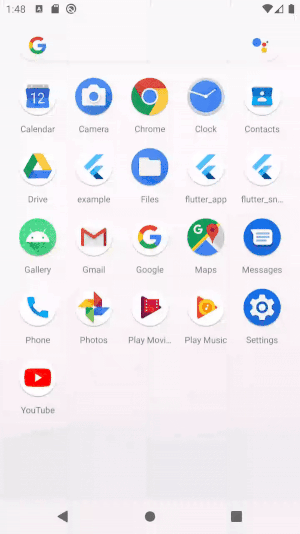 1:48
12
Calendar Camera Chrome Clock Contacts
Drive example Files flutter_app flutter_sn...
Gallery Gmail Google Maps Messages
Phone Photos Play Movi... Play Music Settings
YouTube